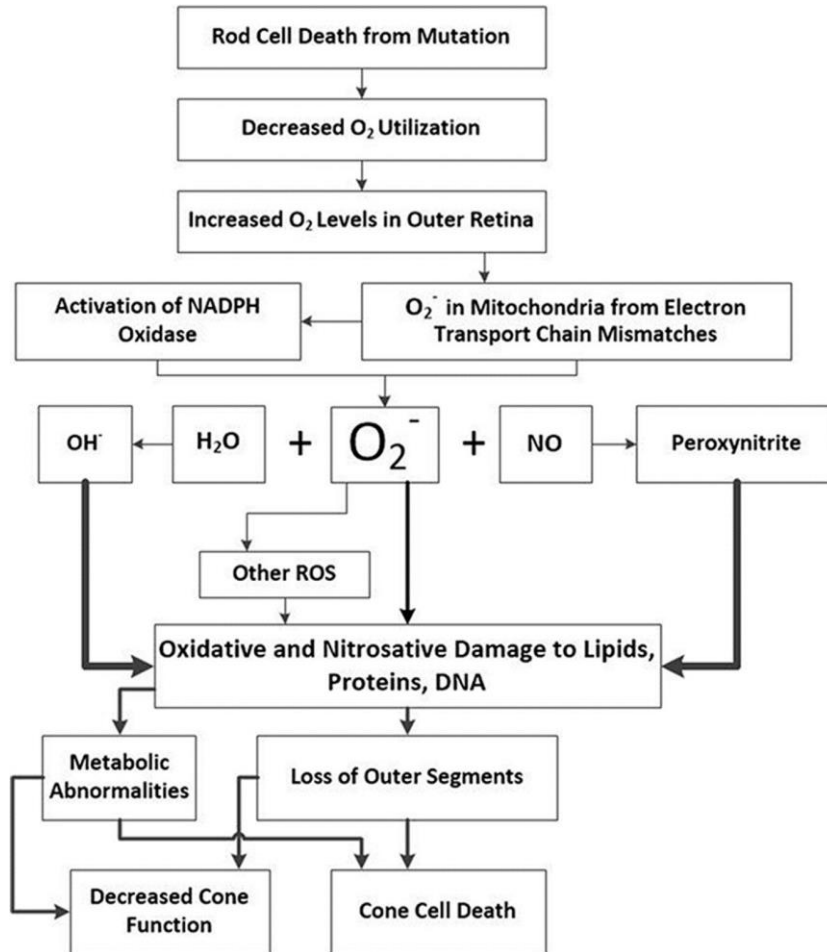 Rod Cell Death from Mutation
Decreased O₂ Utilization
Increased O₂ Levels in Outer Retina
Activation of NADPH
Oxidase
O₂⁻ in Mitochondria from Electron
Transport Chain Mismatches
OH⁻ H₂O + O₂⁻ + NO Peroxynitrite
Other ROS
Oxidative and Nitrosative Damage to Lipids,
Proteins, DNA
Metabolic
Abnormalities
Loss of Outer Segments
Decreased Cone
Function
Cone Cell Death